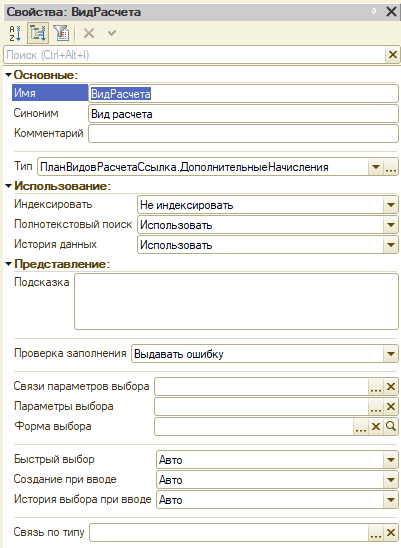 Свойства: ВидРасчета
Поиск (Ctrl+Alt+I)
Основные:
Имя ВидРасчета
Синоним Вид расчета
Комментарий
Тип ПланВидовРасчетаСсылка.ДополнительныеНачисления
Использование:
Индексировать Не индексировать
Полнотекстовый поиск Использовать
История данных Использовать
Представление:
Подсказка
Проверка заполнения Выдавать ошибку
Связи параметров выбора
Параметры выбора
Форма выбора
Быстрый выбор Авто
Создание при вводе Авто
История выбора при вводе Авто
Связь по типу